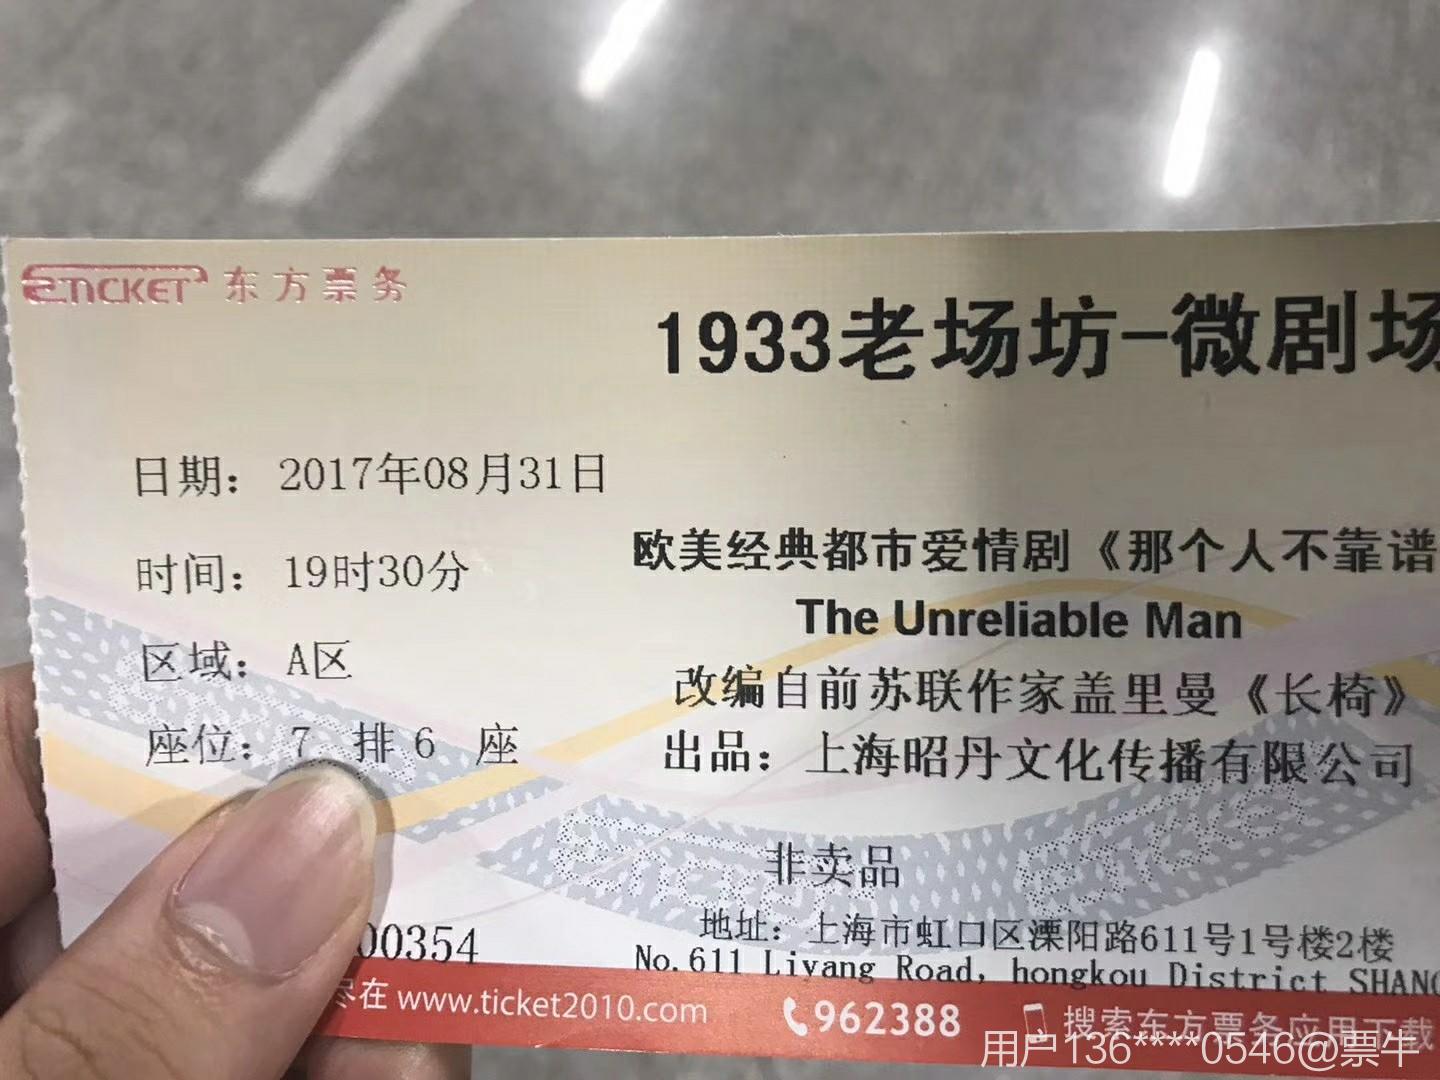 ETICKET 东方票务
1933老场坊-微剧场
日期： 2017年08月31日
时间： 19时30分
区域： A区
座位： 7 排 6 座
欧美经典都市爱情剧《那个人不靠谱
The Unreliable Man
改编自前苏联作家盖里曼《长椅》
出品：上海昭丹文化传播有限公司
非卖品
地址：上海市虹口区溧阳路611号1号楼2楼
No.611 Liyang Road, hongkou District SHANG
00354
尽在 www.ticket2010.com
962388
搜索东方票务应用下载
用户136****0546@票牛